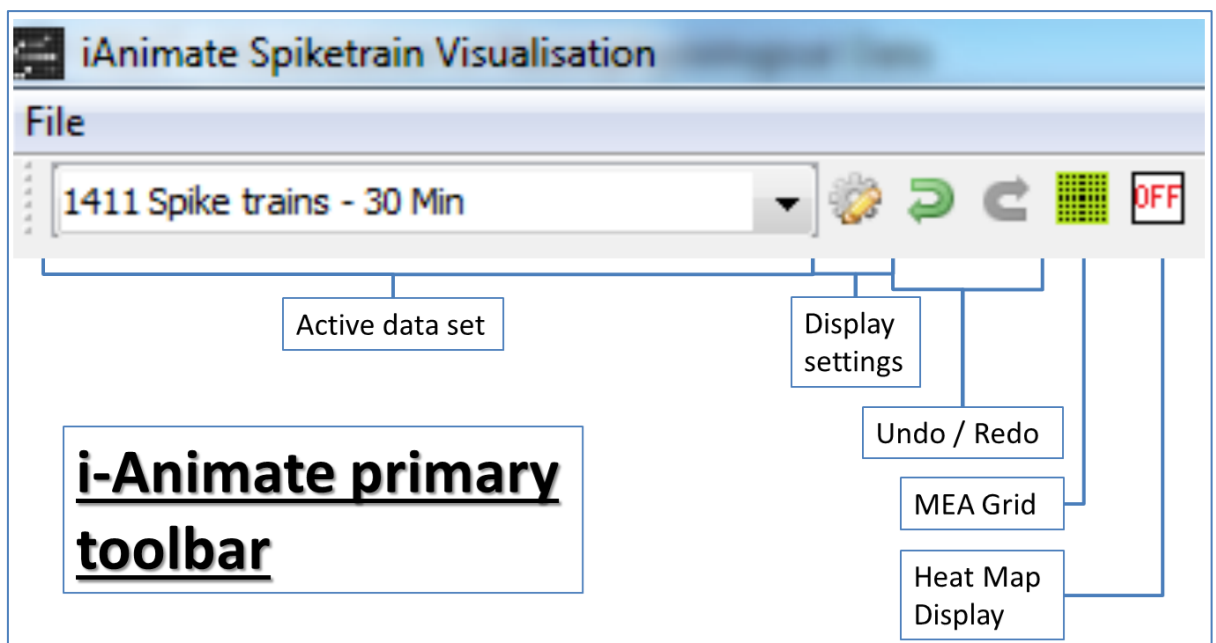 iAnimate Spiketrain Visualisation
File
1411 Spike trains - 30 Min
OFF
Active data set
Display
settings
Undo / Redo
i-Animate primary
toolbar
MEA Grid
Heat Map
Display